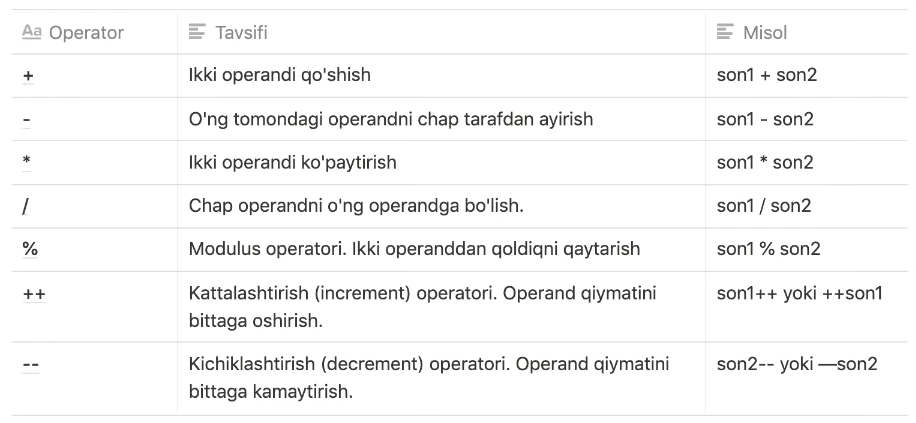 Aa Operator Tavsifi Misol
+ Ikki operandi qo'shish son1 + son2
- O'ng tomondagi operandni chap tarafdan ayirish son1 - son2
* Ikki operandi ko'paytirish son1 * son2
/ Chap operandni o'ng operandga bo'lish. son1 / son2
% Modulus operatori. Ikki operanddan qoldiqni qaytarish son1 % son2
++ Kattalashtirish (increment) operatori. Operand qiymatini son1++ yoki ++son1
bittaga oshirish.
-- Kichiklashtirish (decrement) operatori. Operand qiymatini son2-- yoki —son2
bittaga kamaytirish.